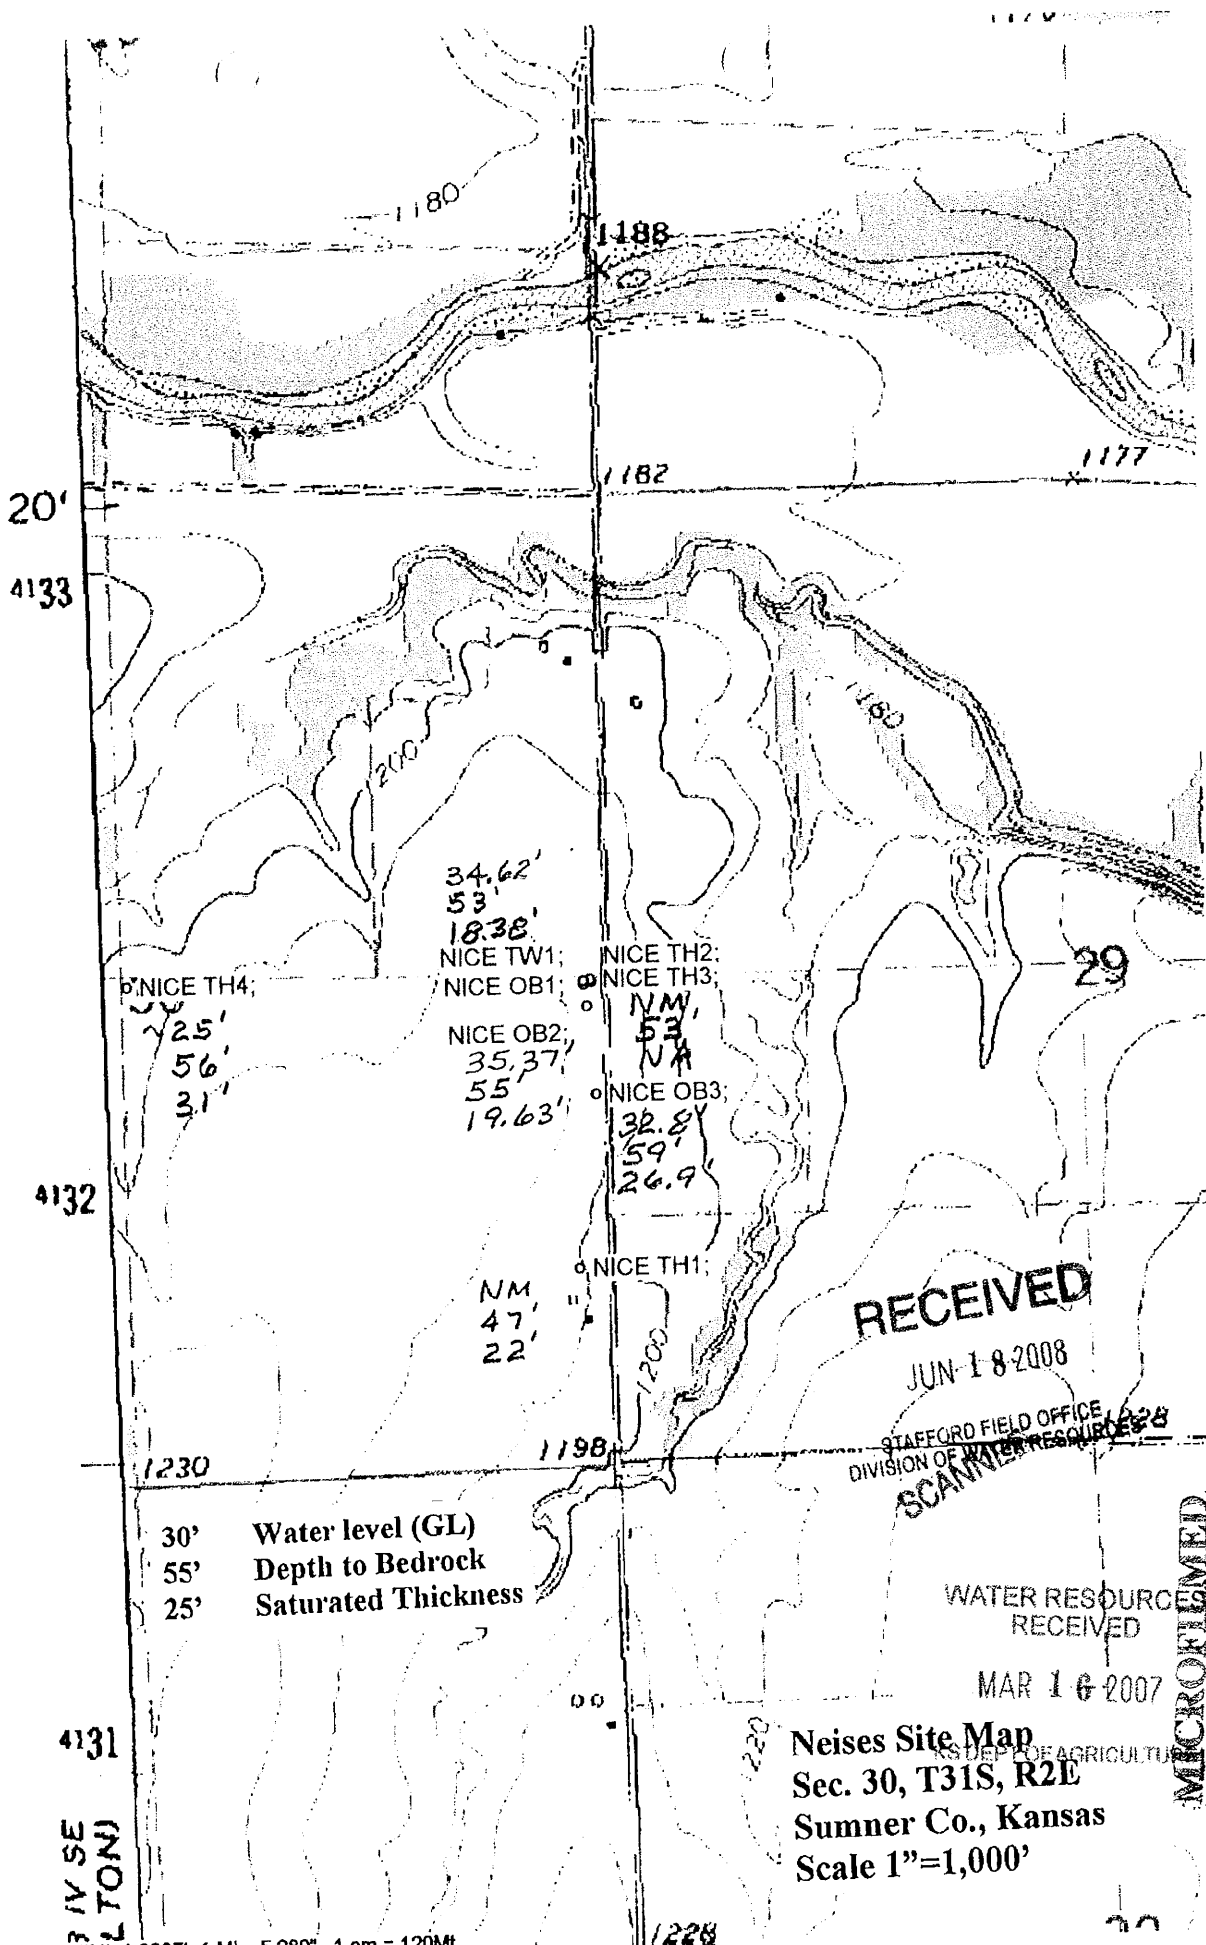 1180
1188
1182
1177
20'
4133
1180
200
34.62'
53'
18.38'
NICE TW1;
NICE TH2;
NICE OB1;
NICE TH3;
NICE TH4;
~25'
56'
31'
NM
53'
NA
NICE OB2;
35.37'
55'
19.63'
NICE OB3;
32.8'
59'
26.9'
29
4132
NICE TH1;
NM
47'
22'
1200
RECEIVED
JUN 18 2008
STAFFORD FIELD OFFICE
DIVISION OF WATER RESOURCES
SCANNED
1228
1198
1230
30' Water level (GL)
55' Depth to Bedrock
25' Saturated Thickness
WATER RESOURCES
RECEIVED
MAR 16 2007
KS DEPT OF AGRICULTURE
MICROFILMED
4131
220
Neises Site Map
Sec. 30, T31S, R2E
Sumner Co., Kansas
Scale 1"=1,000'
IV SE
TON)
1228